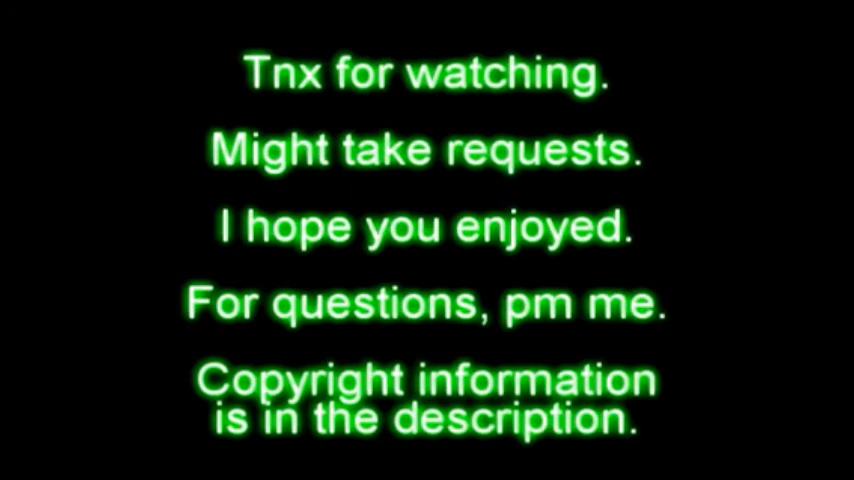 Tnx for watching.
Might take requests.
I hope you enjoyed.
For questions, pm me.
Copyright information
is in the description.